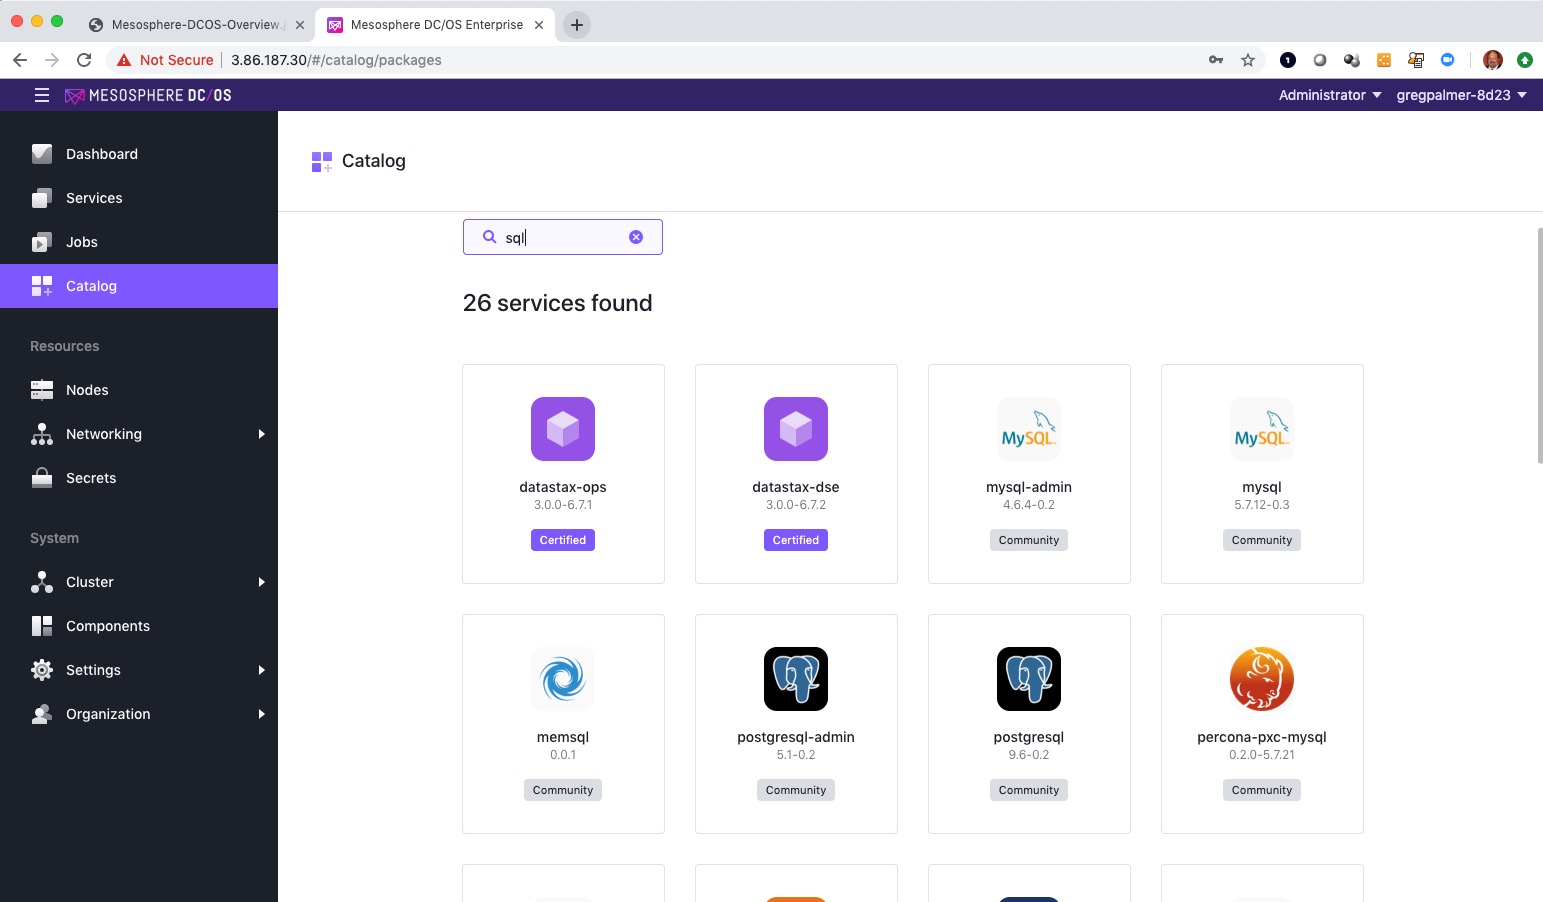 Mesosphere-DCOS-Overview.
Mesosphere DC/OS Enterprise
Not Secure
3.86.187.30/#/catalog/packages
MESOSPHERE DC/OS
Administrator
gregpalmer-8d23
Dashboard
Services
Jobs
Catalog
Resources
Nodes
Networking
Secrets
System
Cluster
Components
Settings
Organization
Catalog
sql
26 services found
MySQL
MySQL
datastax-ops
datastax-dse
mysql-admin
mysql
3.0.0-6.7.1
3.0.0-6.7.2
4.6.4-0.2
5.7.12-0.3
Certified
Certified
Community
Community
memsql
postgresql-admin
postgresql
percona-pxc-mysql
0.0.1
5.1-0.2
9.6-0.2
0.2.0-5.7.21
Community
Community
Community
Community